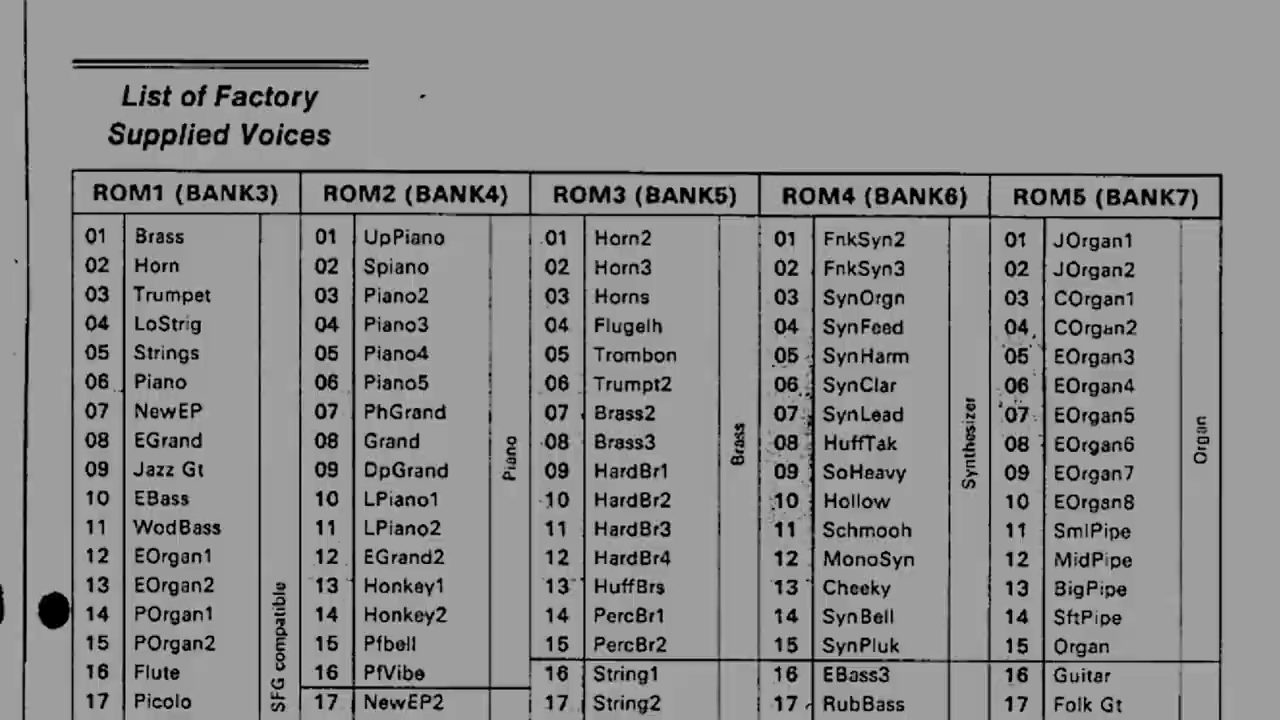 List of Factory
Supplied Voices
ROM1 (BANK3) ROM2 (BANK4) ROM3 (BANK5) ROM4 (BANK6) ROM5 (BANK7)
01 Brass 01 UpPiano 01 Horn2 01 FnkSyn2 01 JOrgan1
02 Horn 02 Spiano 02 Horn3 02 FnkSyn3 02 JOrgan2
03 Trumpet 03 Piano2 03 Horns 03 SynOrgn 03 COrgan1
04 LoStrig 04 Piano3 04 Flugelh 04 SynFeed 04 COrgan2
05 Strings 05 Piano4 05 Trombon 05 SynHarm 05 EOrgan3
06 Piano 06 Piano5 06 Trumpt2 06 SynClar 06 EOrgan4
07 NewEP 07 PhGrand 07 Brass2 07 SynLead 07 EOrgan5
08 EGrand 08 Grand 08 Brass3 08 HuffTak 08 EOrgan6
09 Jazz Gt 09 DpGrand 09 HardBr1 09 SoHeavy 09 EOrgan7
10 EBass 10 LPiano1 10 HardBr2 10 Hollow 10 EOrgan8
11 WodBass 11 LPiano2 11 HardBr3 11 Schmooh 11 SmlPipe
12 EOrgan1 12 EGrand2 12 HardBr4 12 MonoSyn 12 MidPipe
13 EOrgan2 13 Honkey1 13 HuffBrs 13 Cheeky 13 BigPipe
14 POrgan1 14 Honkey2 14 PercBr1 14 SynBell 14 SftPipe
15 POrgan2 15 Pfbell 15 PercBr2 15 SynPluk 15 Organ
16 Flute 16 PfVibe 16 String1 16 EBass3 16 Guitar
17 Picolo 17 NewEP2 17 String2 17 RubBass 17 Folk Gt
SFG compatible
Piano
Brass
Synthesizer
Organ